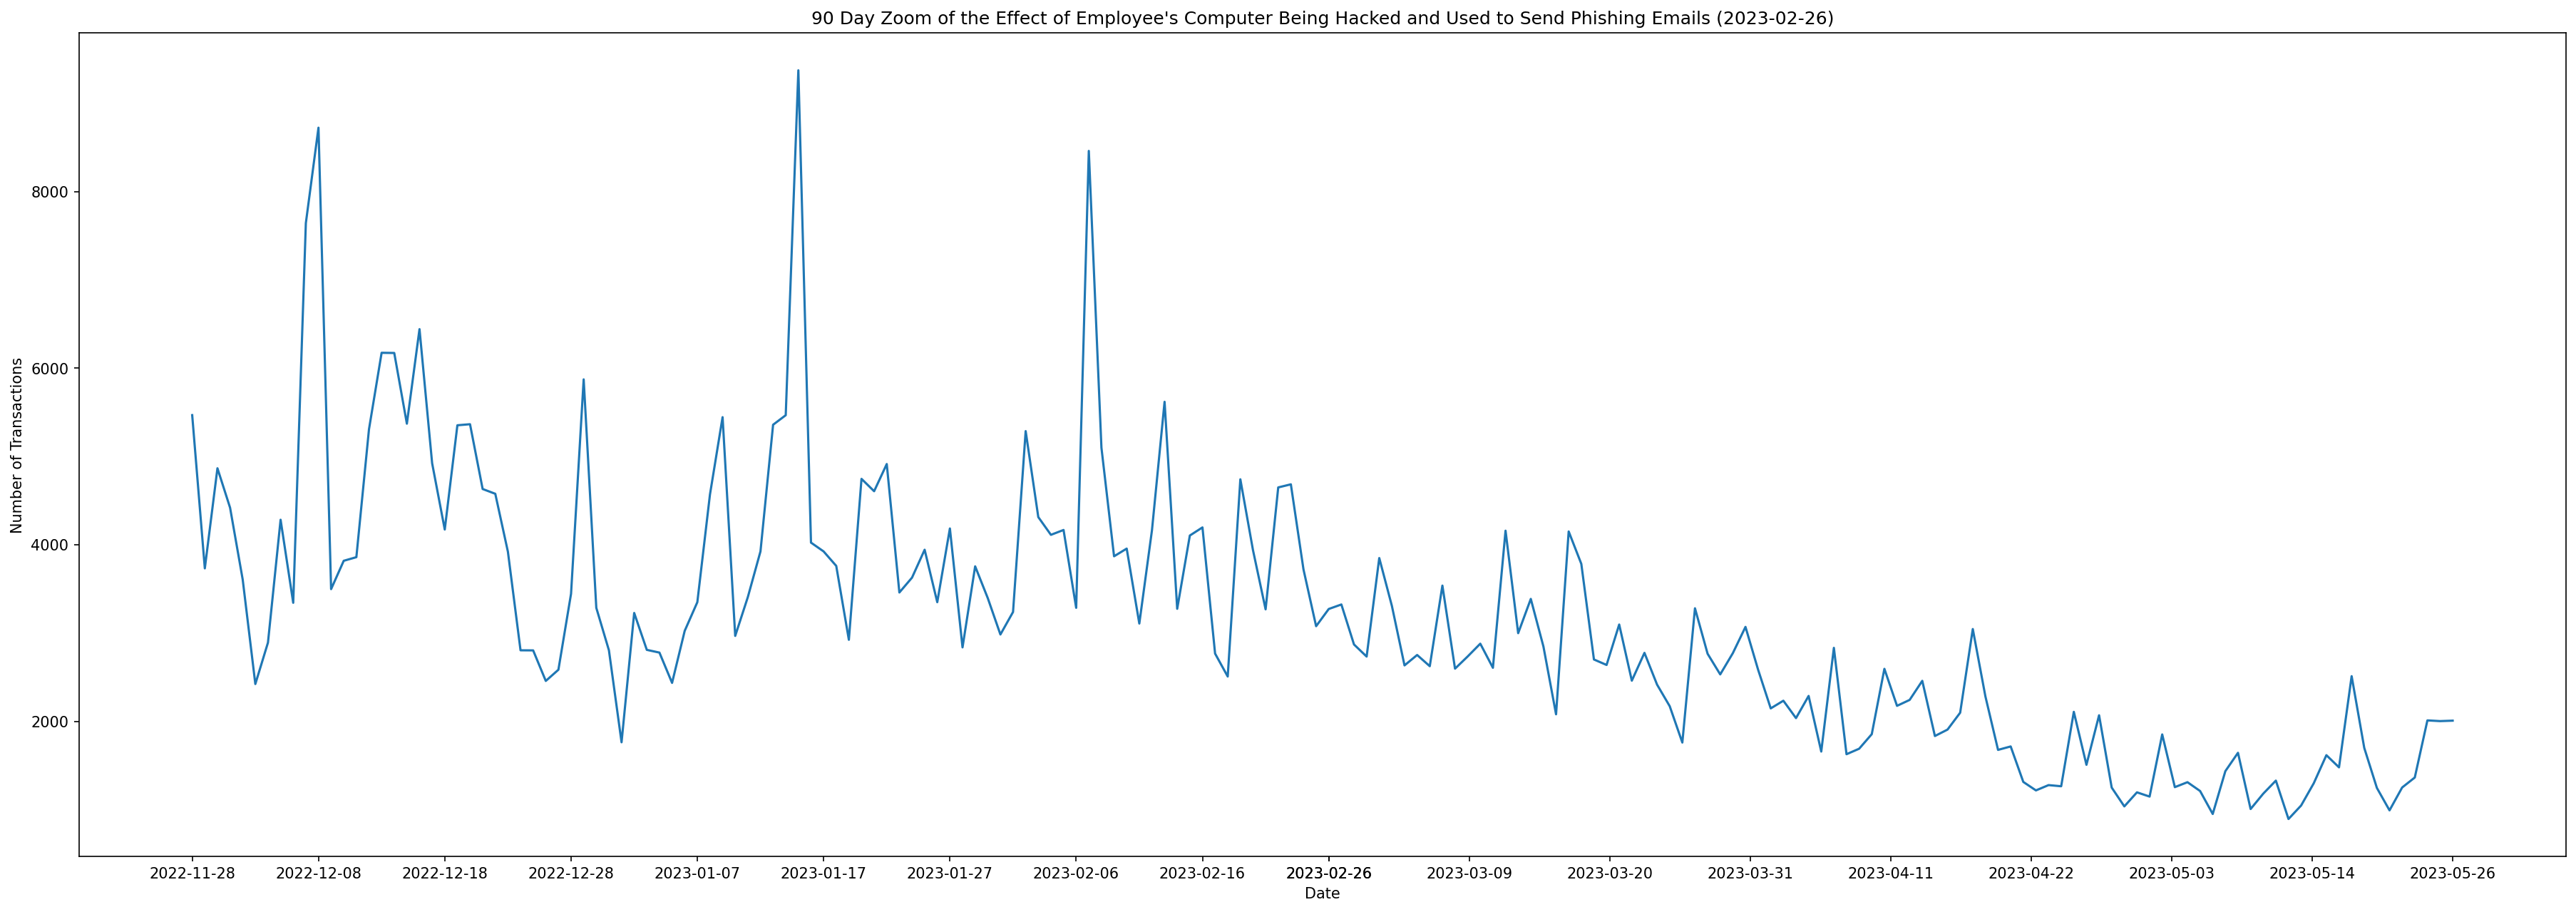 90 Day Zoom of the Effect of Employee's Computer Being Hacked and Used to Send Phishing Emails (2023-02-26)
Number of Transactions
8000
6000
4000
2000
2022-11-28 2022-12-08 2022-12-18 2022-12-28 2023-01-07 2023-01-17 2023-01-27 2023-02-06 2023-02-16 2023-02-26 2023-03-09 2023-03-20 2023-03-31 2023-04-11 2023-04-22 2023-05-03 2023-05-14 2023-05-26
Date